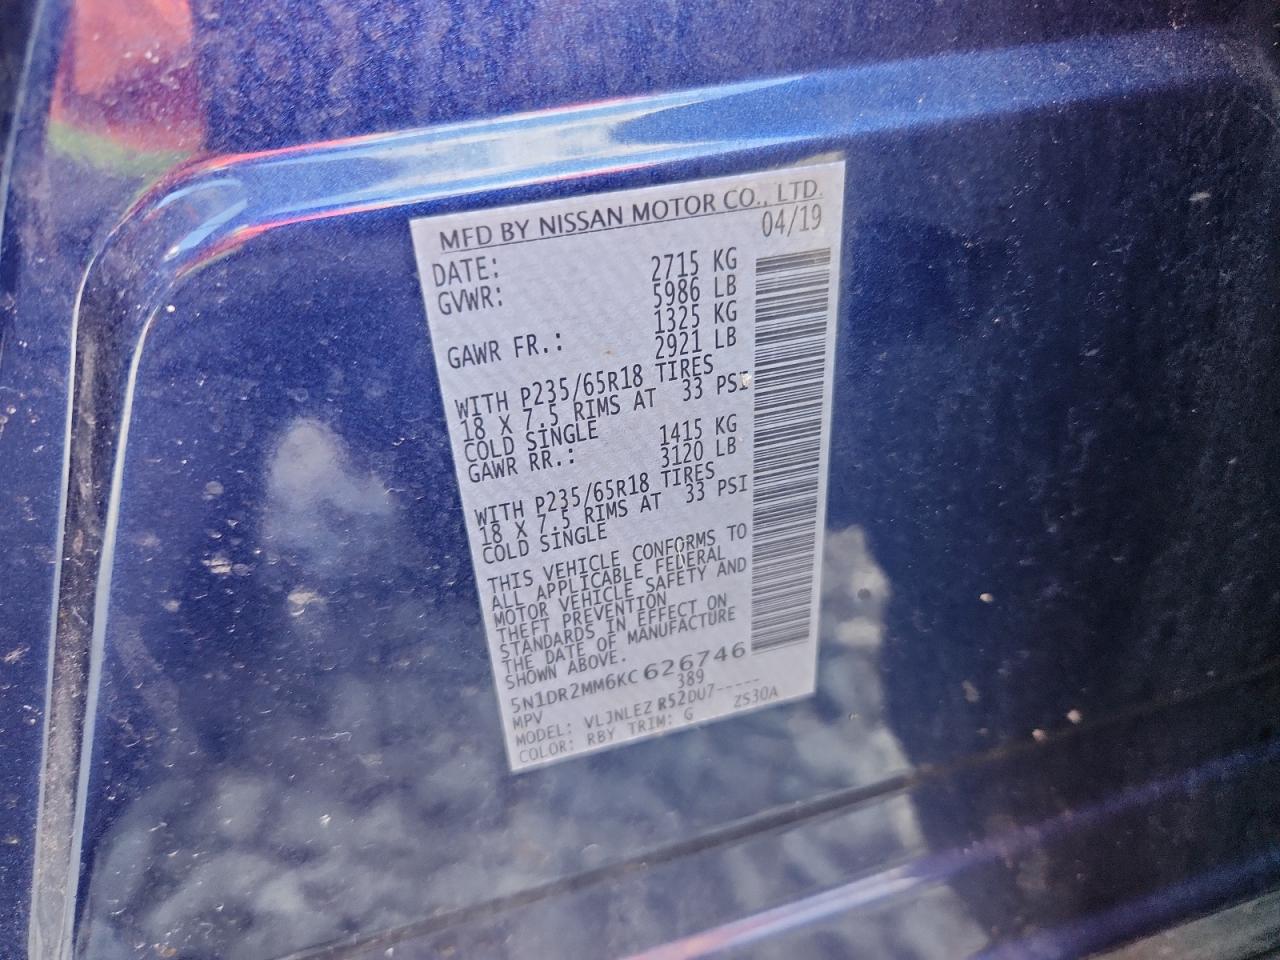 MFD BY NISSAN MOTOR CO., LTD.
DATE: 04/19
GVWR: 2715 KG
5986 LB
GAWR FR.: 1325 KG
2921 LB
WITH P235/65R18 TIRES
18 X 7.5 RIMS AT 33 PSI
COLD SINGLE
GAWR RR.: 1415 KG
3120 LB
WITH P235/65R18 TIRES
18 X 7.5 RIMS AT 33 PSI
COLD SINGLE
THIS VEHICLE CONFORMS TO
ALL APPLICABLE FEDERAL
MOTOR VEHICLE SAFETY AND
THEFT PREVENTION
STANDARDS IN EFFECT ON
THE DATE OF MANUFACTURE
SHOWN ABOVE.
5N1DR2MM6KC626746
MPV 389
MODEL: VLJNLEZ R52DU7-----
COLOR: RBY TRIM: G ZS30A